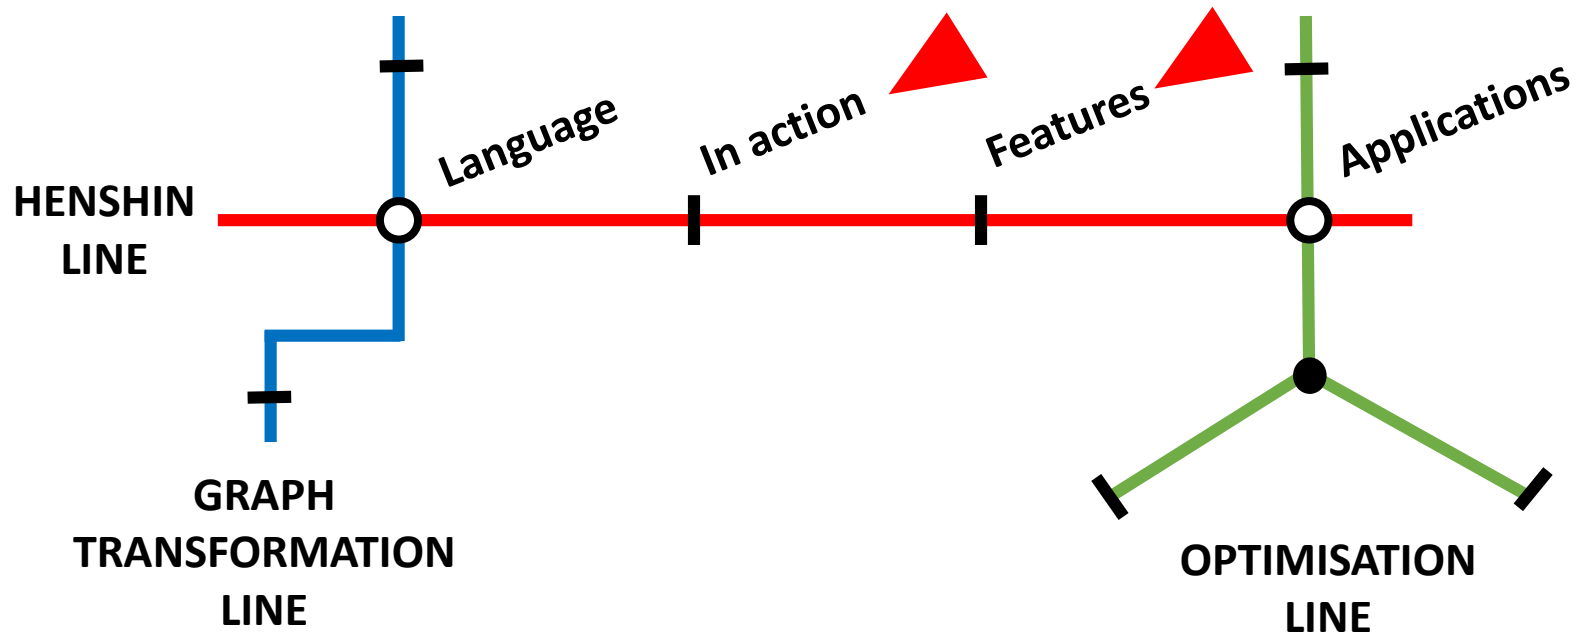 Language
In action
Features
Applications
HENSHIN
LINE
GRAPH
TRANSFORMATION
LINE
OPTIMISATION
LINE